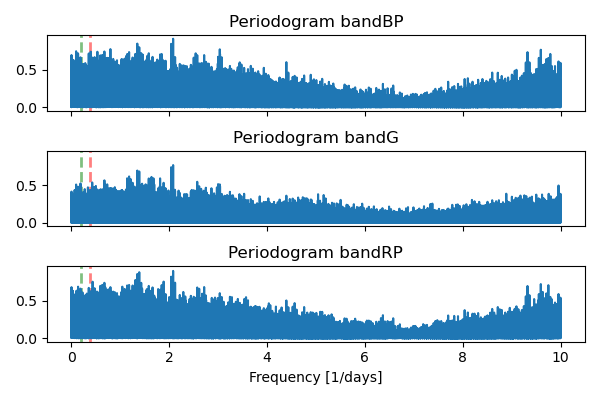 Periodogram bandBP
0.5
0.0
Periodogram bandG
0.5
0.0
Periodogram bandRP
0.5
0.0
0 2 4 6 8 10
Frequency [1/days]